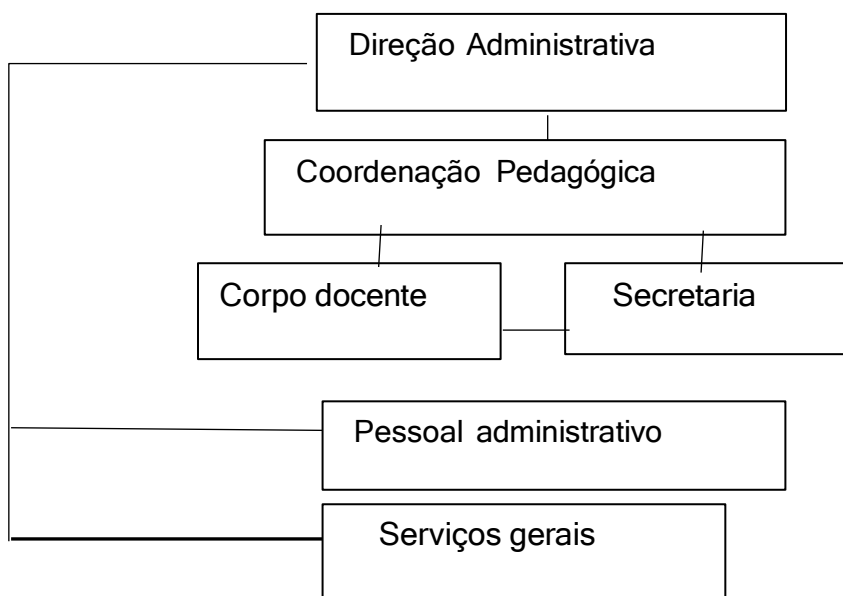 Direção Administrativa
Coordenação Pedagógica
Corpo docente
Secretaria
Pessoal administrativo
Serviços gerais